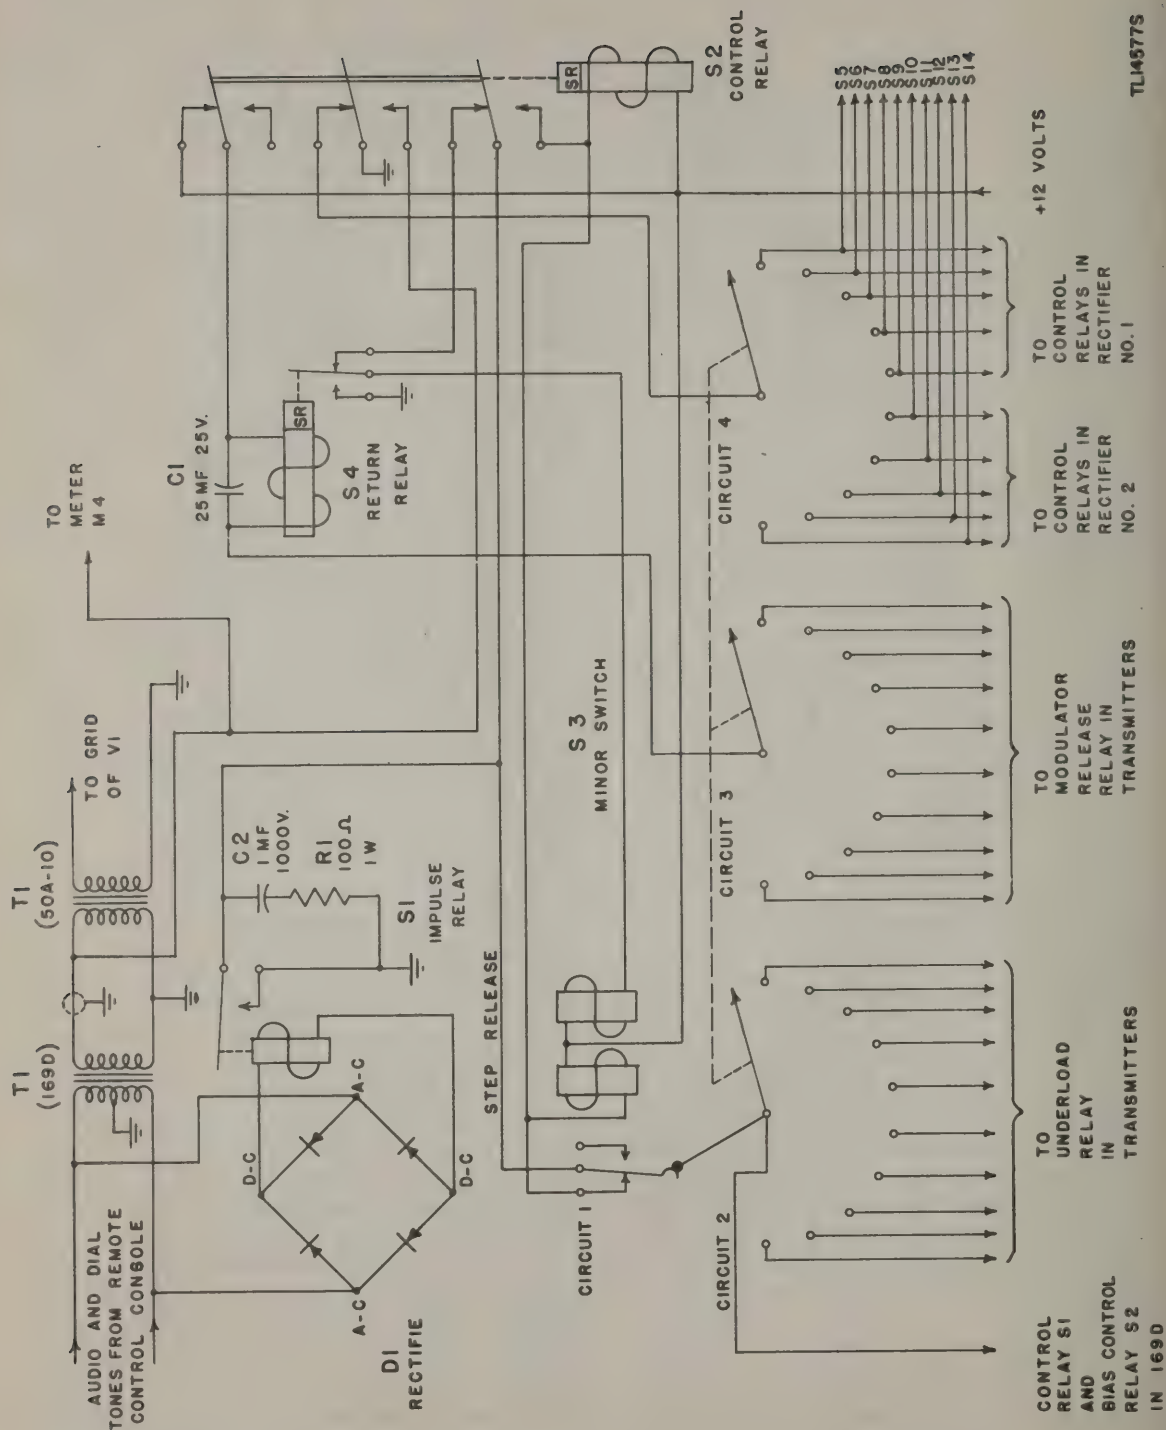 T1
(169D)
T1
(50A-10)
TO GRID
OF V1
TO
METER
M4
AUDIO AND DIAL
TONES FROM REMOTE
CONTROL CONSOLE
D1
RECTIFIE
A-C
D-C
A-C
D-C
C2
1 MF
1000V.
R1
100Ω
1W
S1
IMPULSE
RELAY
C1
25 MF 25V.
SR
S4
RETURN
RELAY
SR
S2
CONTROL
RELAY
STEP RELEASE
S3
MINOR SWITCH
CIRCUIT 1
CIRCUIT 2
CIRCUIT 3
CIRCUIT 4
S5
S6
S7
S8
S9
S10
S11
S12
S13
S14
CONTROL
RELAY S1
AND
BIAS CONTROL
RELAY S2
IN 169D
TO
UNDERLOAD
RELAY
IN
TRANSMITTERS
TO
MODULATOR
RELEASE
RELAY IN
TRANSMITTERS
TO
CONTROL
RELAYS IN
RECTIFIER
NO. 2
TO
CONTROL
RELAYS IN
RECTIFIER
NO. 1
+12 VOLTS
TL14577S